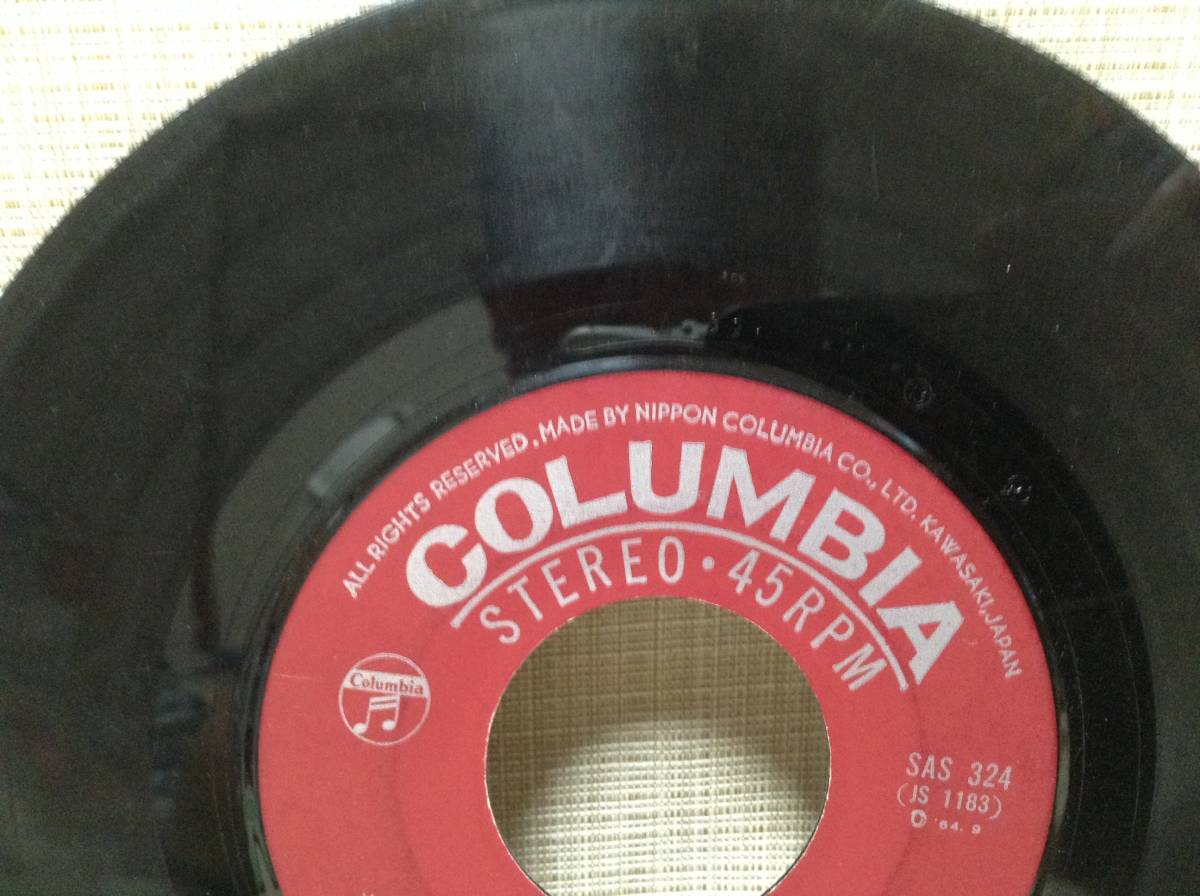 ALL RIGHTS RESERVED. MADE BY NIPPON COLUMBIA CO., LTD. KAWASAKI, JAPAN
COLUMBIA
STEREO・45RPM
Columbia
SAS 324
(JS 1183)
Ⓟ '64. 9